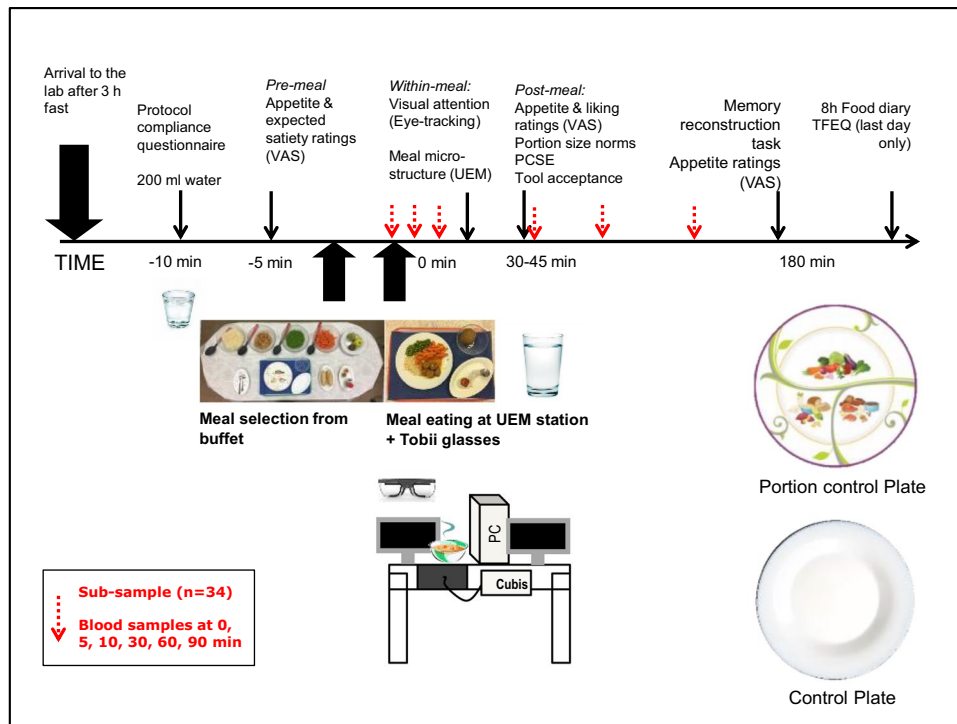 Arrival to the
lab after 3 h
fast
Protocol
compliance
questionnaire
200 ml water
Pre-meal
Appetite &
expected
satiety ratings
(VAS)
Within-meal:
Visual attention
(Eye-tracking)
Meal micro-
structure (UEM)
Post-meal:
Appetite & liking
ratings (VAS)
Portion size norms
PCSE
Tool acceptance
Memory
reconstruction
task
Appetite ratings
(VAS)
8h Food diary
TFEQ (last day
only)
TIME
-10 min
-5 min
0 min
30-45 min
180 min
Meal selection from
buffet
Meal eating at UEM station
+ Tobii glasses
PC
Cubis
Portion control Plate
Control Plate
Sub-sample (n=34)
Blood samples at 0,
5, 10, 30, 60, 90 min